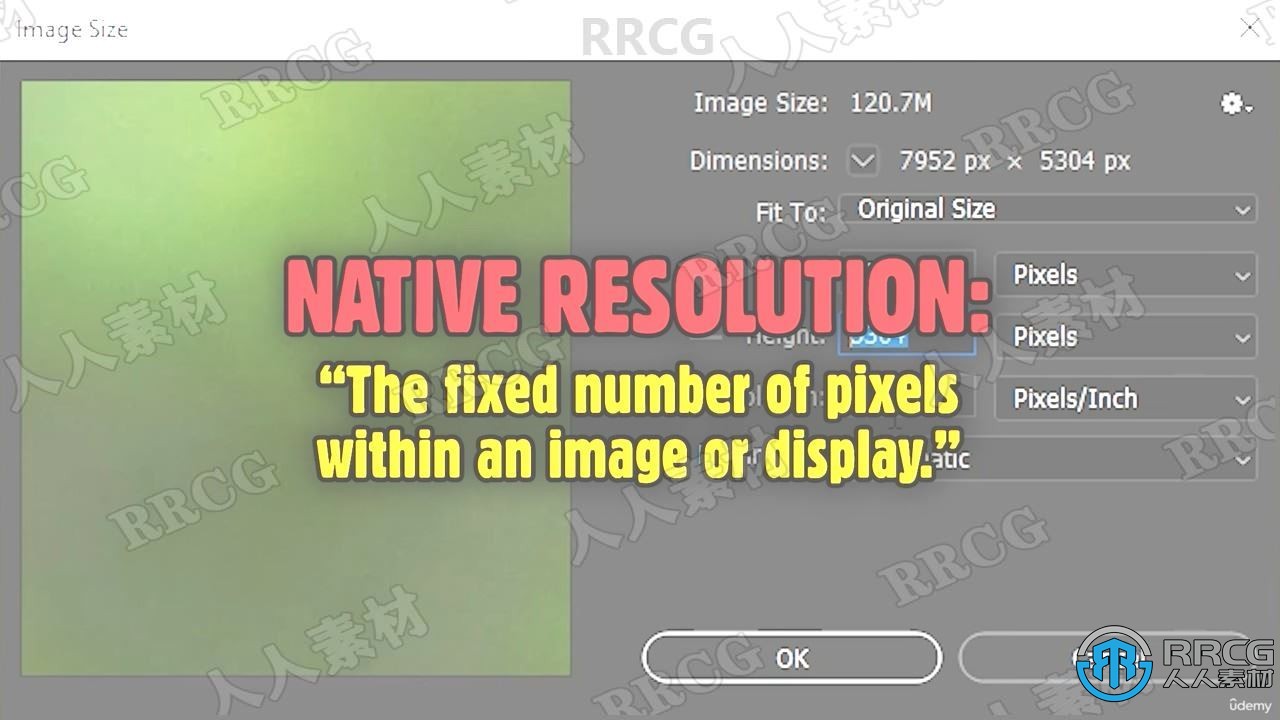 Image Size
RRCG
Image Size: 120.7M
Dimensions: 7952 px × 5304 px
Fit To: Original Size
Pixels
NATIVE RESOLUTION:
Height: 5304 Pixels
“The fixed number of pixels
Pixels/Inch
within an image or display.”
OK
RRCG
人人素材
ûdemy